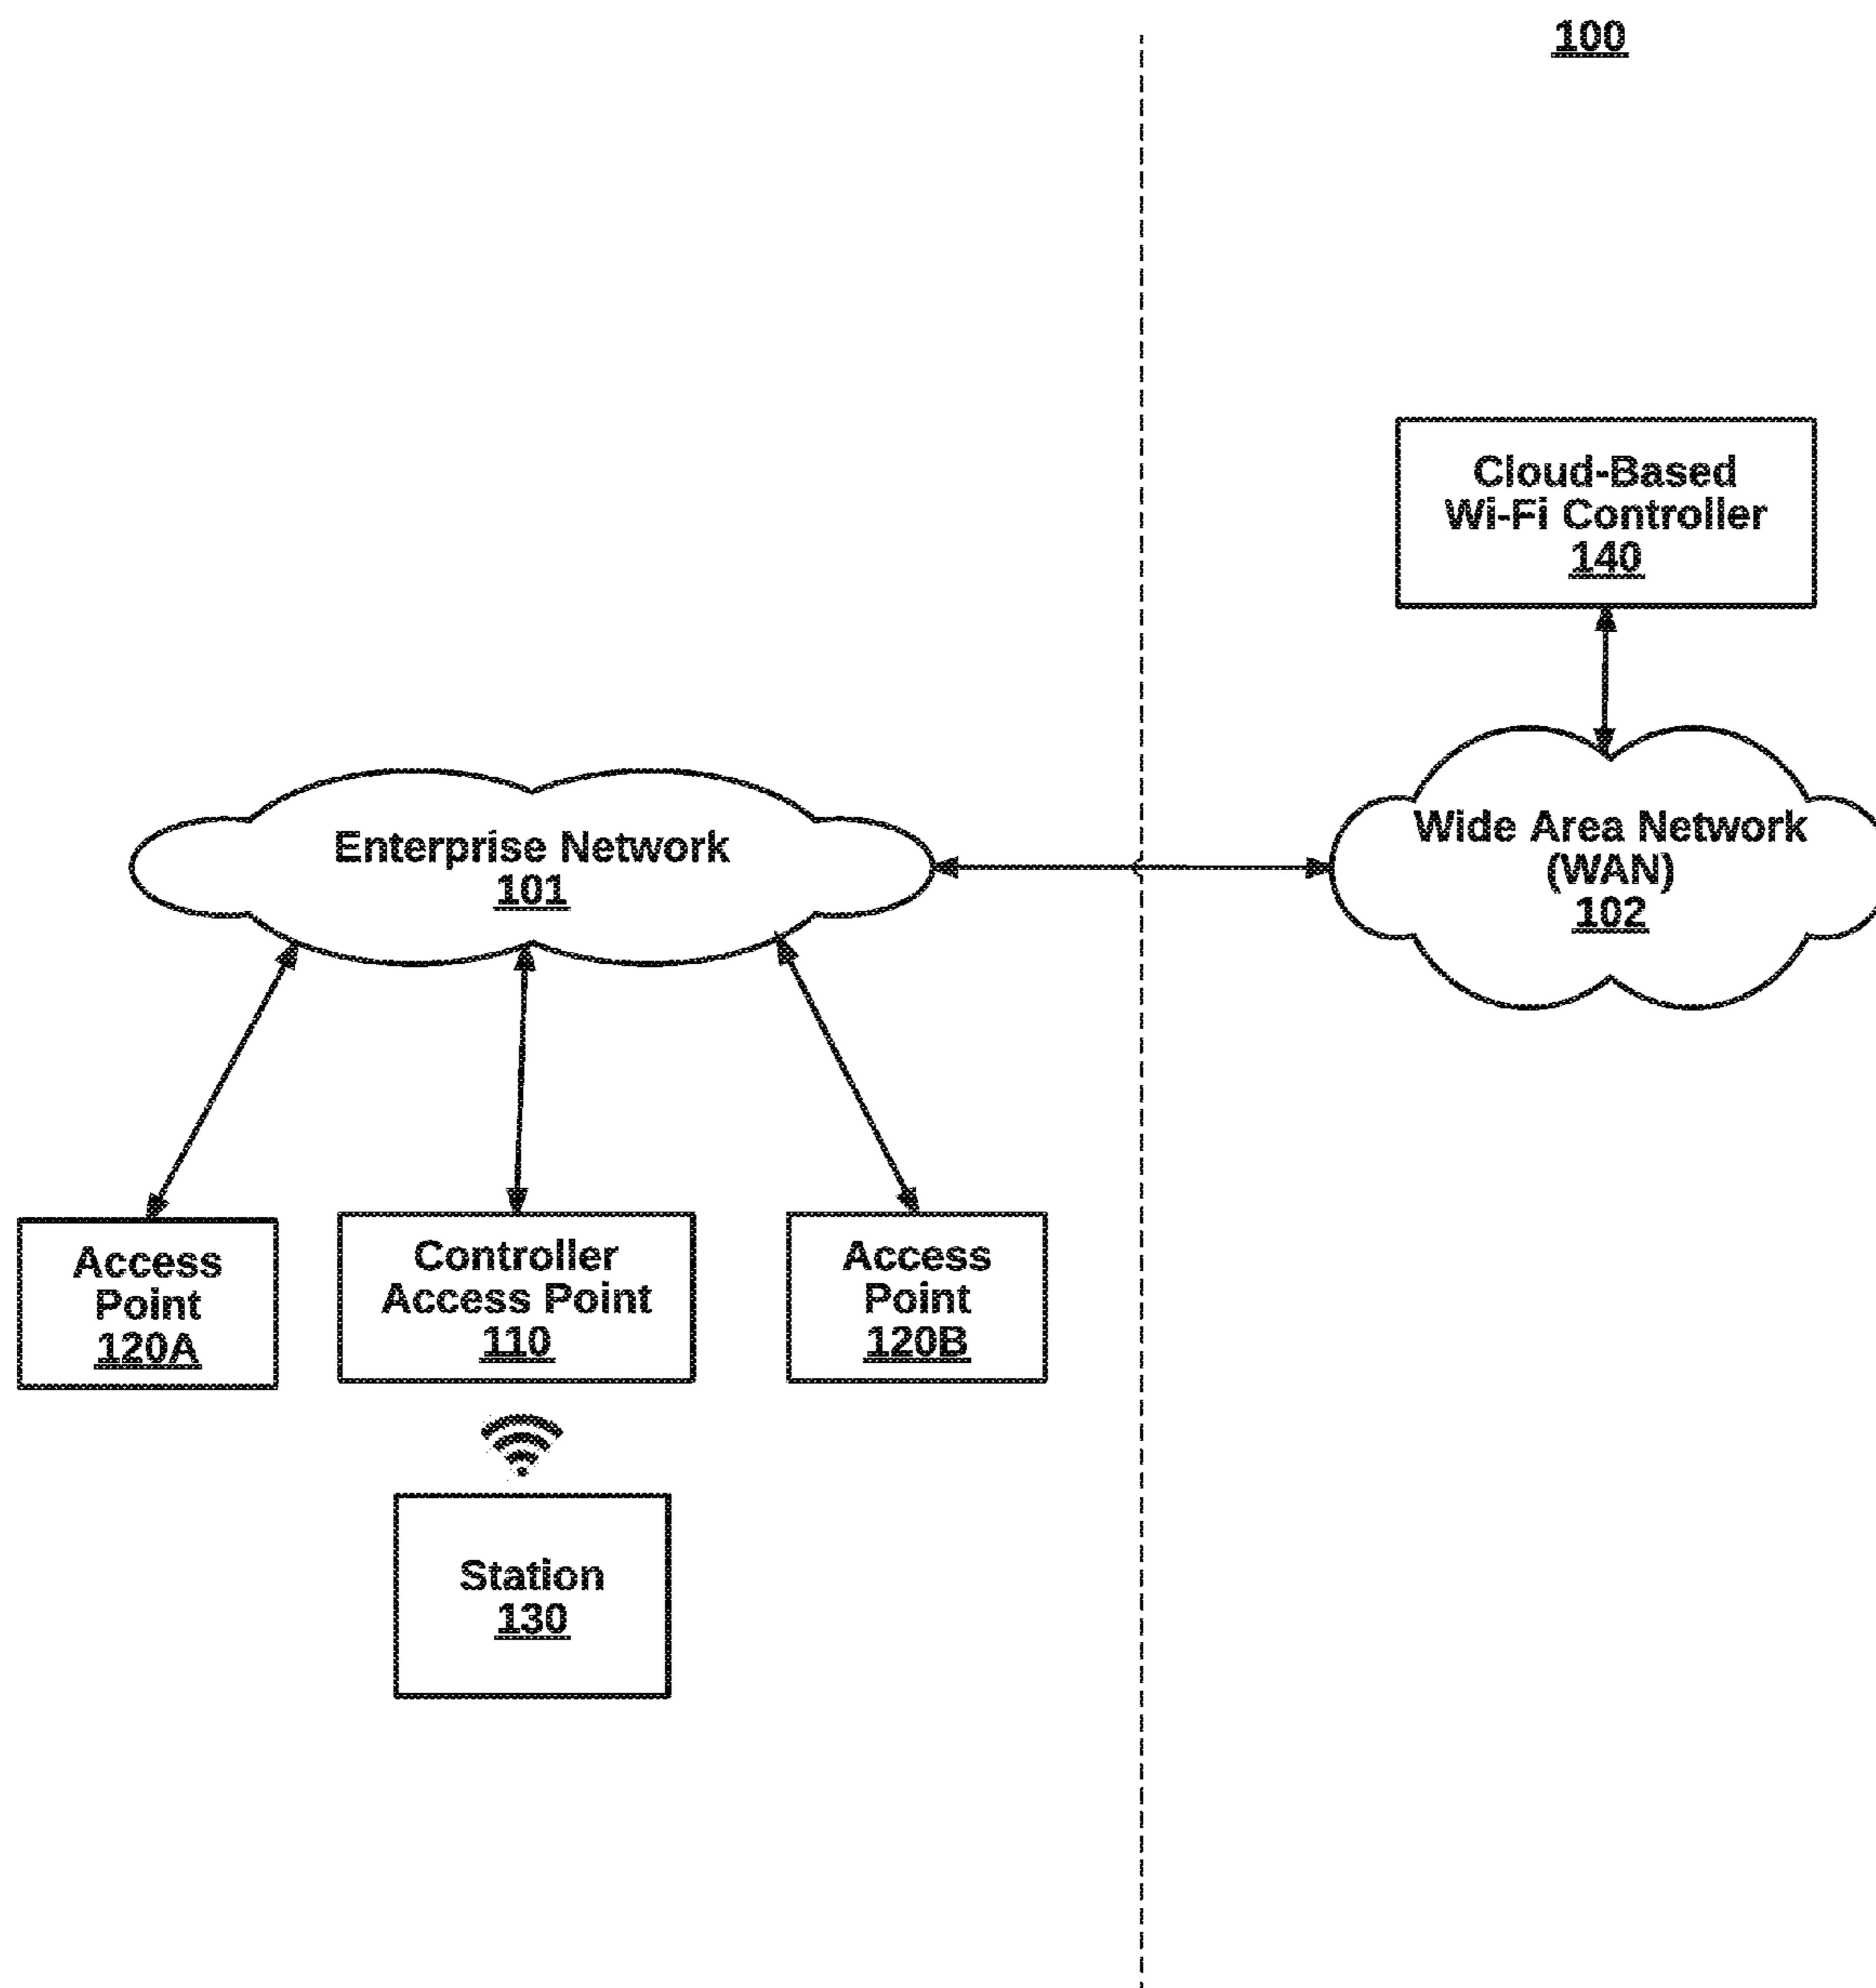 100
Cloud-Based
Wi-Fi Controller
140
Enterprise Network
101
Wide Area Network
(WAN)
102
Access
Point
120A
Controller
Access Point
110
Access
Point
120B
Station
130